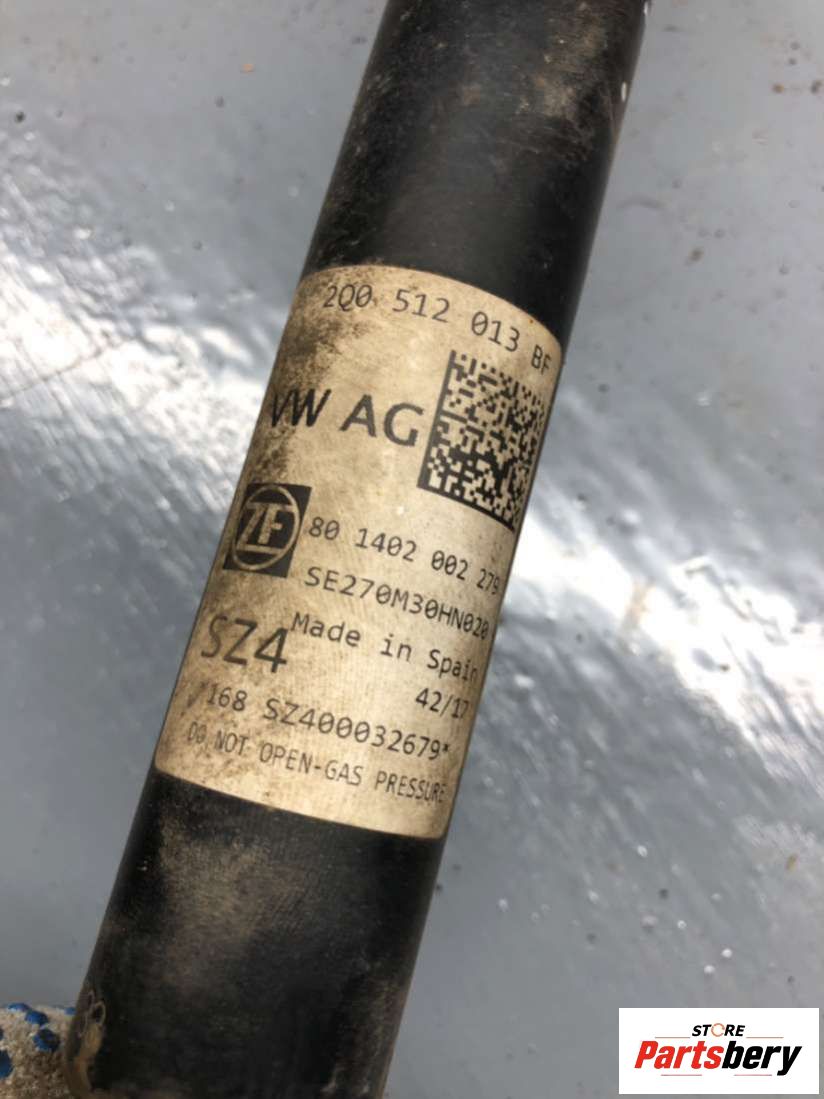 2Q0 512 013 BF
VW AG
ZF
80 1402 002 279
SE270M30HN020
SZ4
Made in Spain
42/17
/168 SZ400032679*
DO NOT OPEN-GAS PRESSURE
STORE
Partsbery